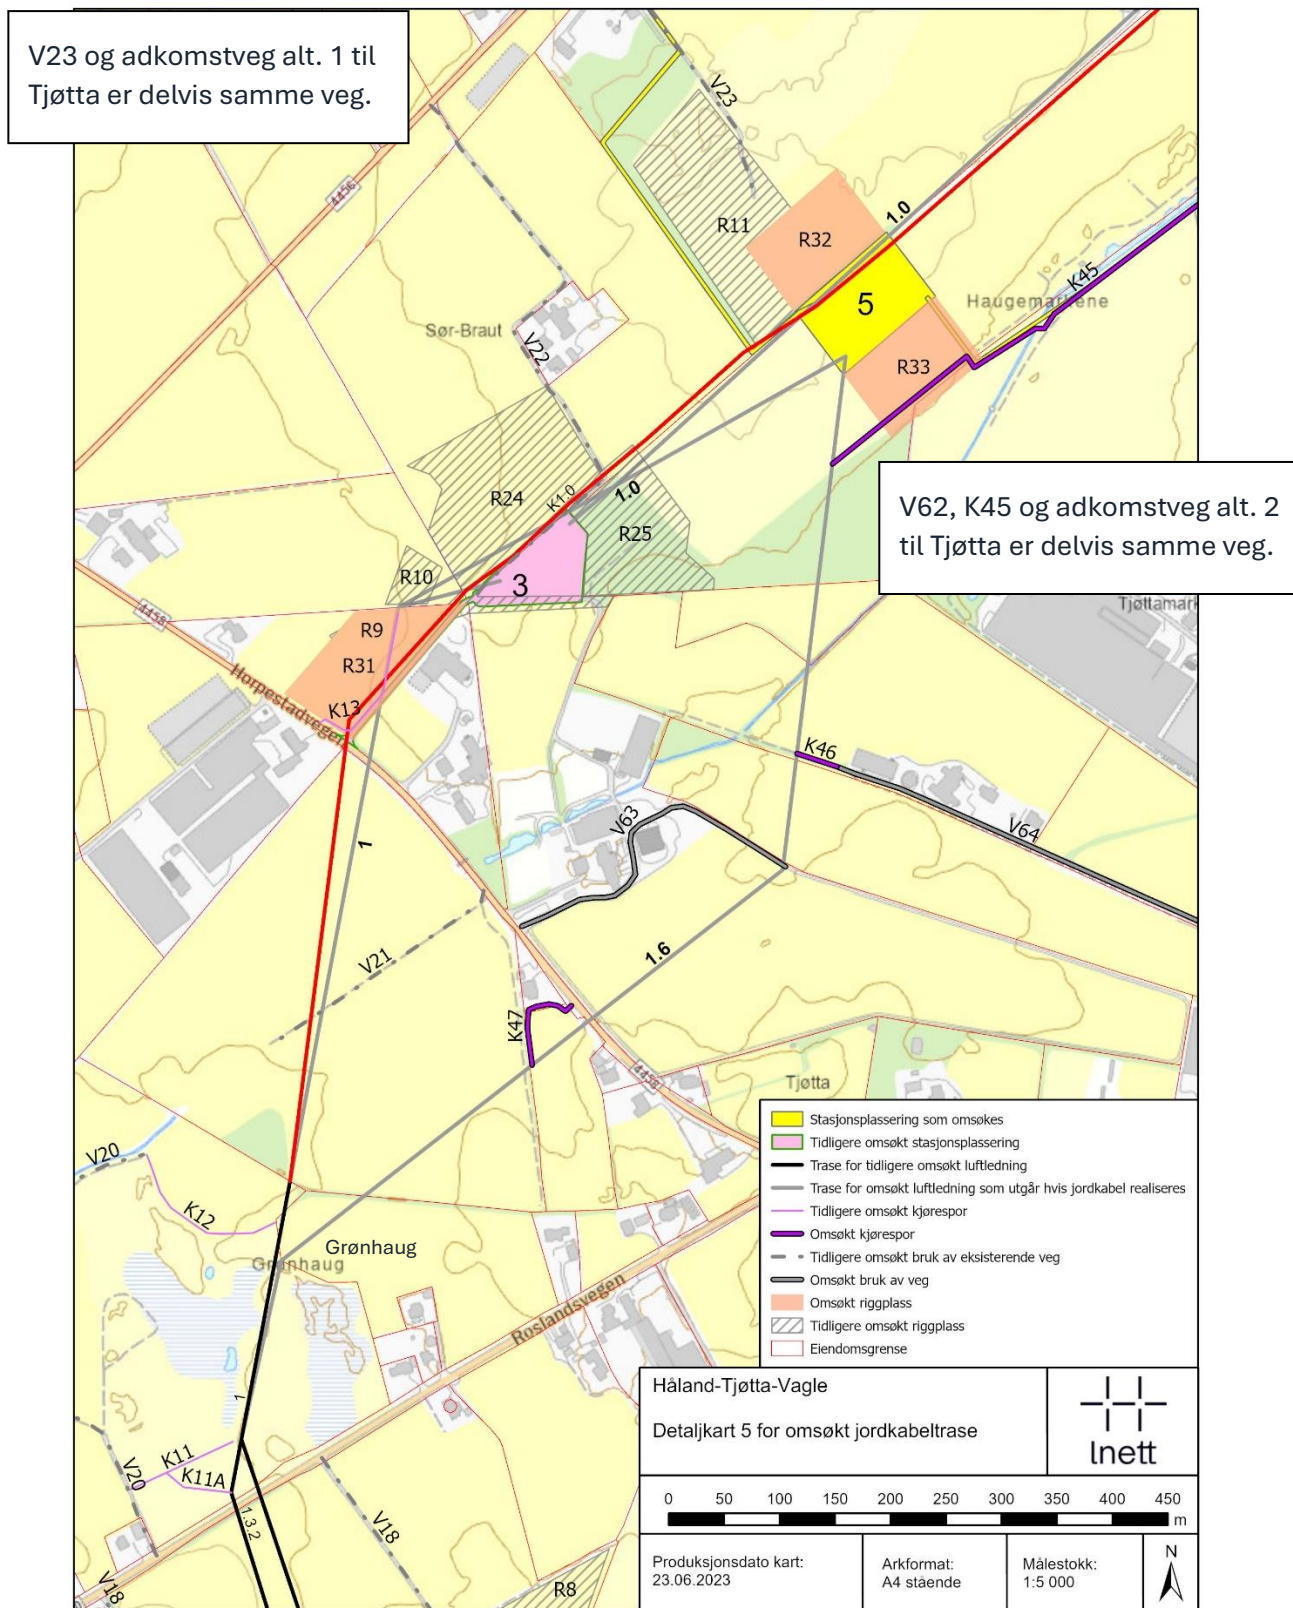 V23 og adkomstveg alt. 1 til
Tjøtta er delvis samme veg.
4456
V23
R11
R32
1.0
5
K45
Haugemarkene
Sør-Braut
V22
R33
V62, K45 og adkomstveg alt. 2
til Tjøtta er delvis samme veg.
R24
K1.0
1.0
R25
R10
3
4458
R9
R31
Horpestadvegen
K13
Tjøttamark
K46
V63
V64
1
V21
1.6
K47
4458
Tjøtta
V20
K12
Grønhaug
Grønhaug
Roslandsvegen
1
K11
K11A
V20
1.3.2
V18
V18
R8
Stasjonsplassering som omsøkes
Tidligere omsøkt stasjonsplassering
Trase for tidligere omsøkt luftledning
Trase for omsøkt luftledning som utgår hvis jordkabel realiseres
Tidligere omsøkt kjørespor
Omsøkt kjørespor
Tidligere omsøkt bruk av eksisterende veg
Omsøkt bruk av veg
Omsøkt riggplass
Tidligere omsøkt riggplass
Eiendomsgrense
Håland-Tjøtta-Vagle
Detaljkart 5 for omsøkt jordkabeltrase
lnett
0 50 100 150 200 250 300 350 400 450
m
Produksjonsdato kart:
23.06.2023
Arkformat:
A4 stående
Målestokk:
1:5 000
N